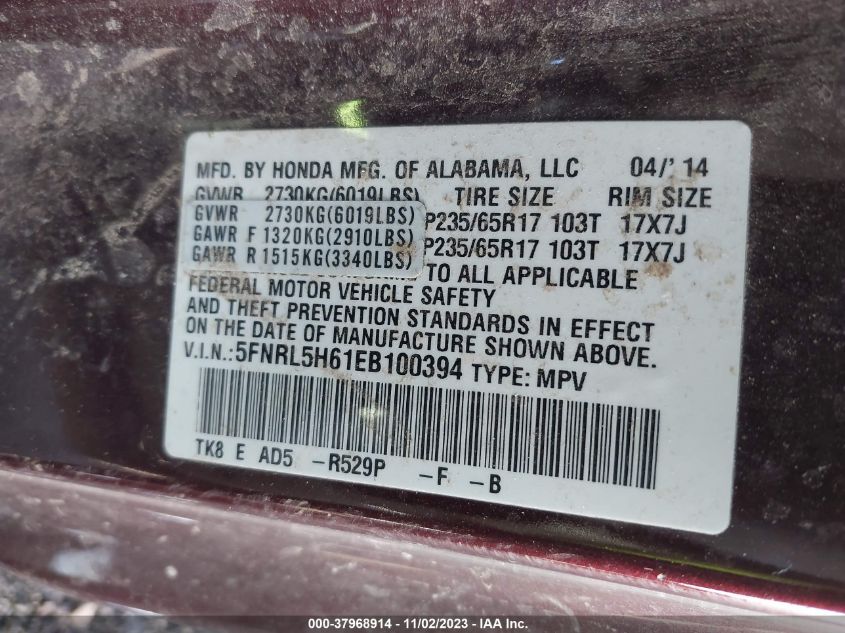 MFD. BY HONDA MFG. OF ALABAMA, LLC 04/'14
GVWR 2730KG(6019LBS) TIRE SIZE RIM SIZE
GVWR 2730KG(6019LBS)
GAWR F 1320KG(2910LBS) P235/65R17 103T 17X7J
GAWR R 1515KG(3340LBS) P235/65R17 103T 17X7J
TO ALL APPLICABLE
FEDERAL MOTOR VEHICLE SAFETY
AND THEFT PREVENTION STANDARDS IN EFFECT
ON THE DATE OF MANUFACTURE SHOWN ABOVE.
V.I.N.:5FNRL5H61EB100394 TYPE: MPV
TK8 E AD5 -R529P -F -B
000-37968914 - 11/02/2023 - IAA Inc.